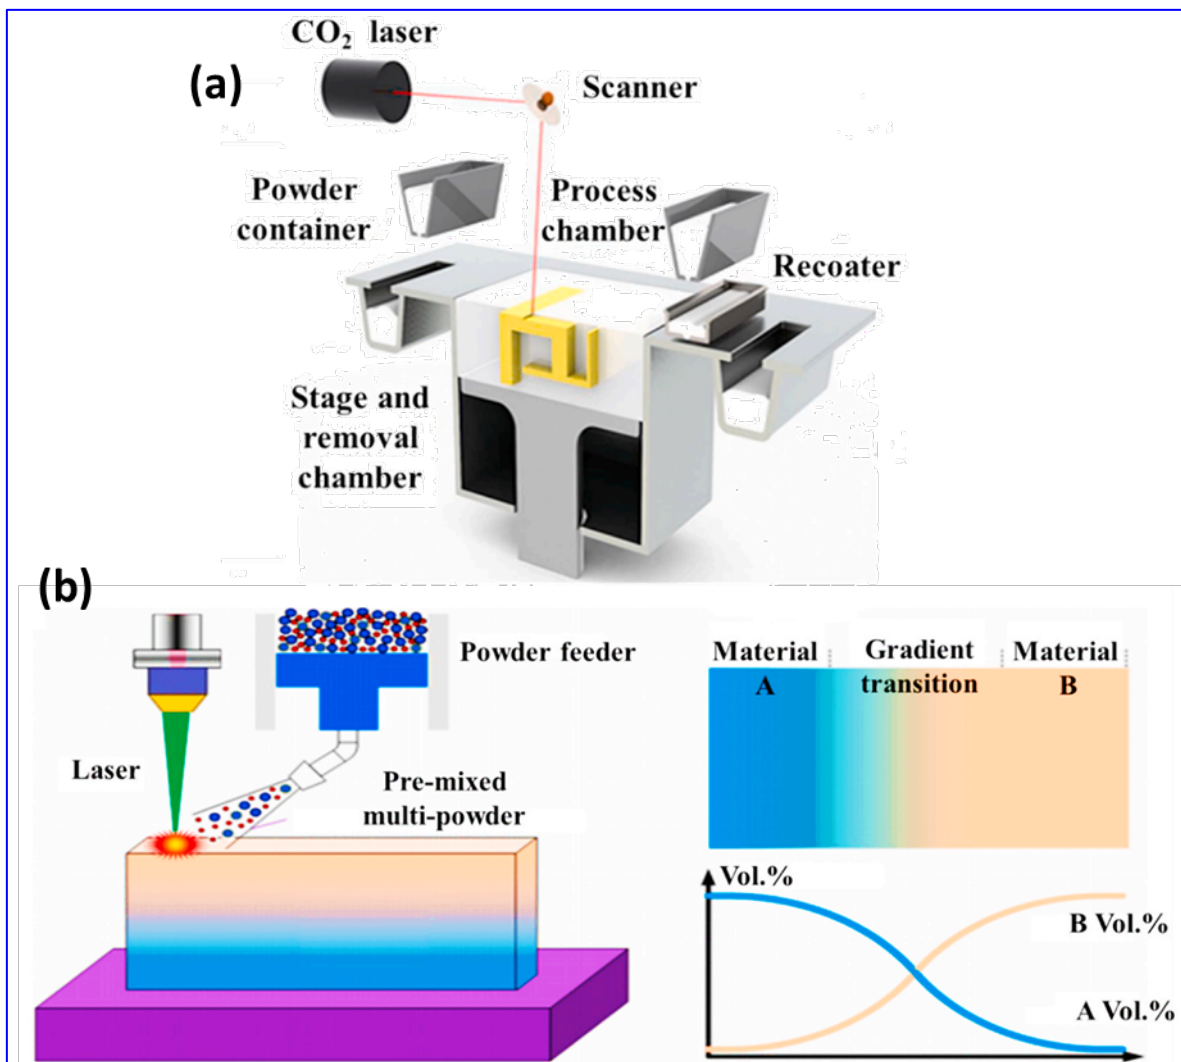 (a)
CO₂ laser
Scanner
Powder
container
Process
chamber
Recoater
Stage and
removal
chamber
(b)
Powder feeder
Laser
Pre-mixed
multi-powder
Material
A
Gradient
transition
Material
B
Vol.%
B Vol.%
A Vol.%